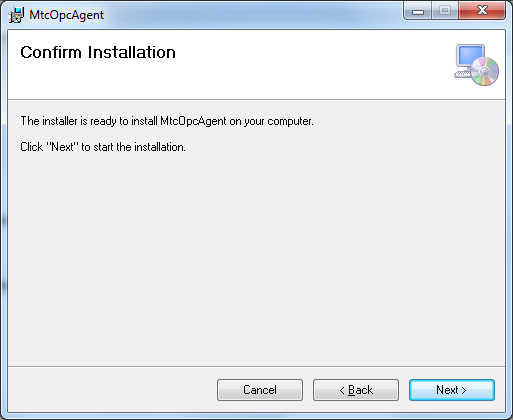 MtcOpcAgent
Confirm Installation
The installer is ready to install MtcOpcAgent on your computer.
Click "Next" to start the installation.
Cancel
< Back
Next >